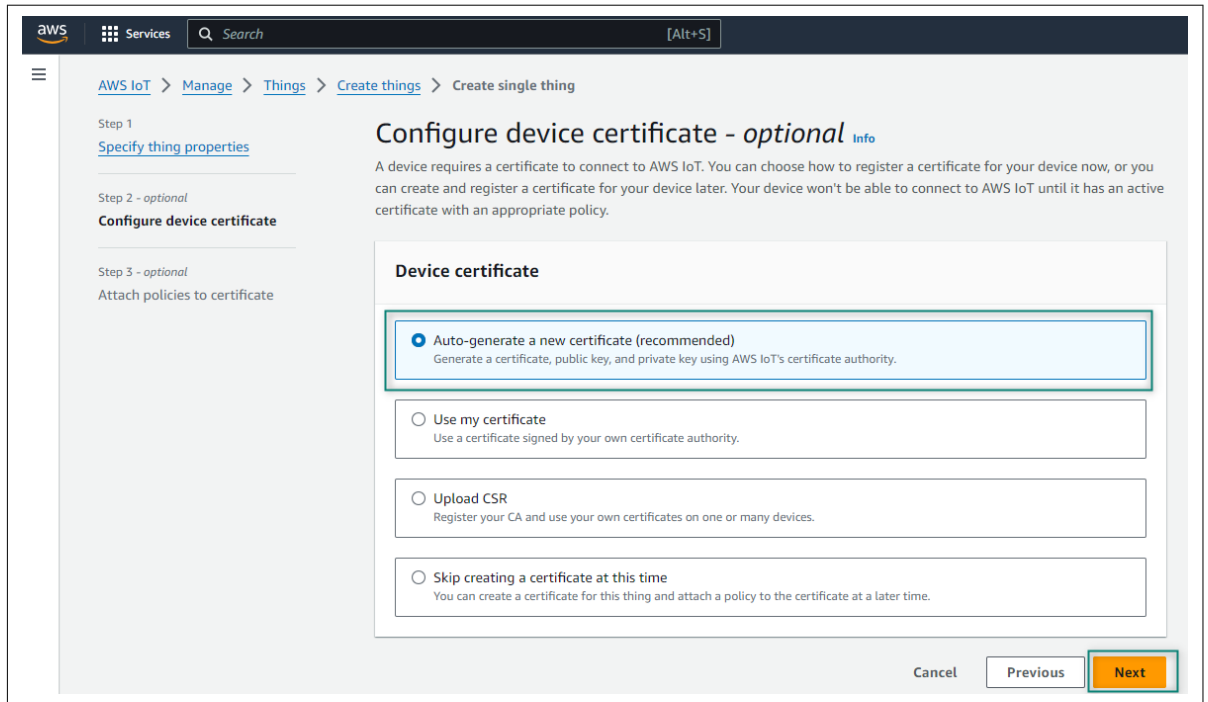 aws Services Search [Alt+S]
AWS IoT > Manage > Things > Create things > Create single thing
Step 1
Specify thing properties
Step 2 - optional
Configure device certificate
Step 3 - optional
Attach policies to certificate
Configure device certificate - optional Info
A device requires a certificate to connect to AWS IoT. You can choose how to register a certificate for your device now, or you
can create and register a certificate for your device later. Your device won't be able to connect to AWS IoT until it has an active
certificate with an appropriate policy.
Device certificate
Auto-generate a new certificate (recommended)
Generate a certificate, public key, and private key using AWS IoT's certificate authority.
Use my certificate
Use a certificate signed by your own certificate authority.
Upload CSR
Register your CA and use your own certificates on one or many devices.
Skip creating a certificate at this time
You can create a certificate for this thing and attach a policy to the certificate at a later time.
Cancel Previous Next